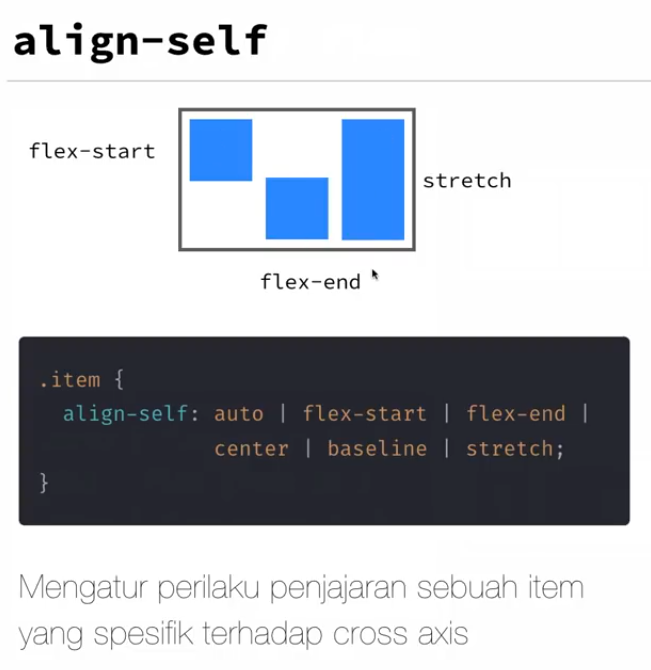 align-self
flex-start
stretch
flex-end
.item {
align-self: auto | flex-start | flex-end |
center | baseline | stretch;
}
Mengatur perilaku penjajaran sebuah item
yang spesifik terhadap cross axis